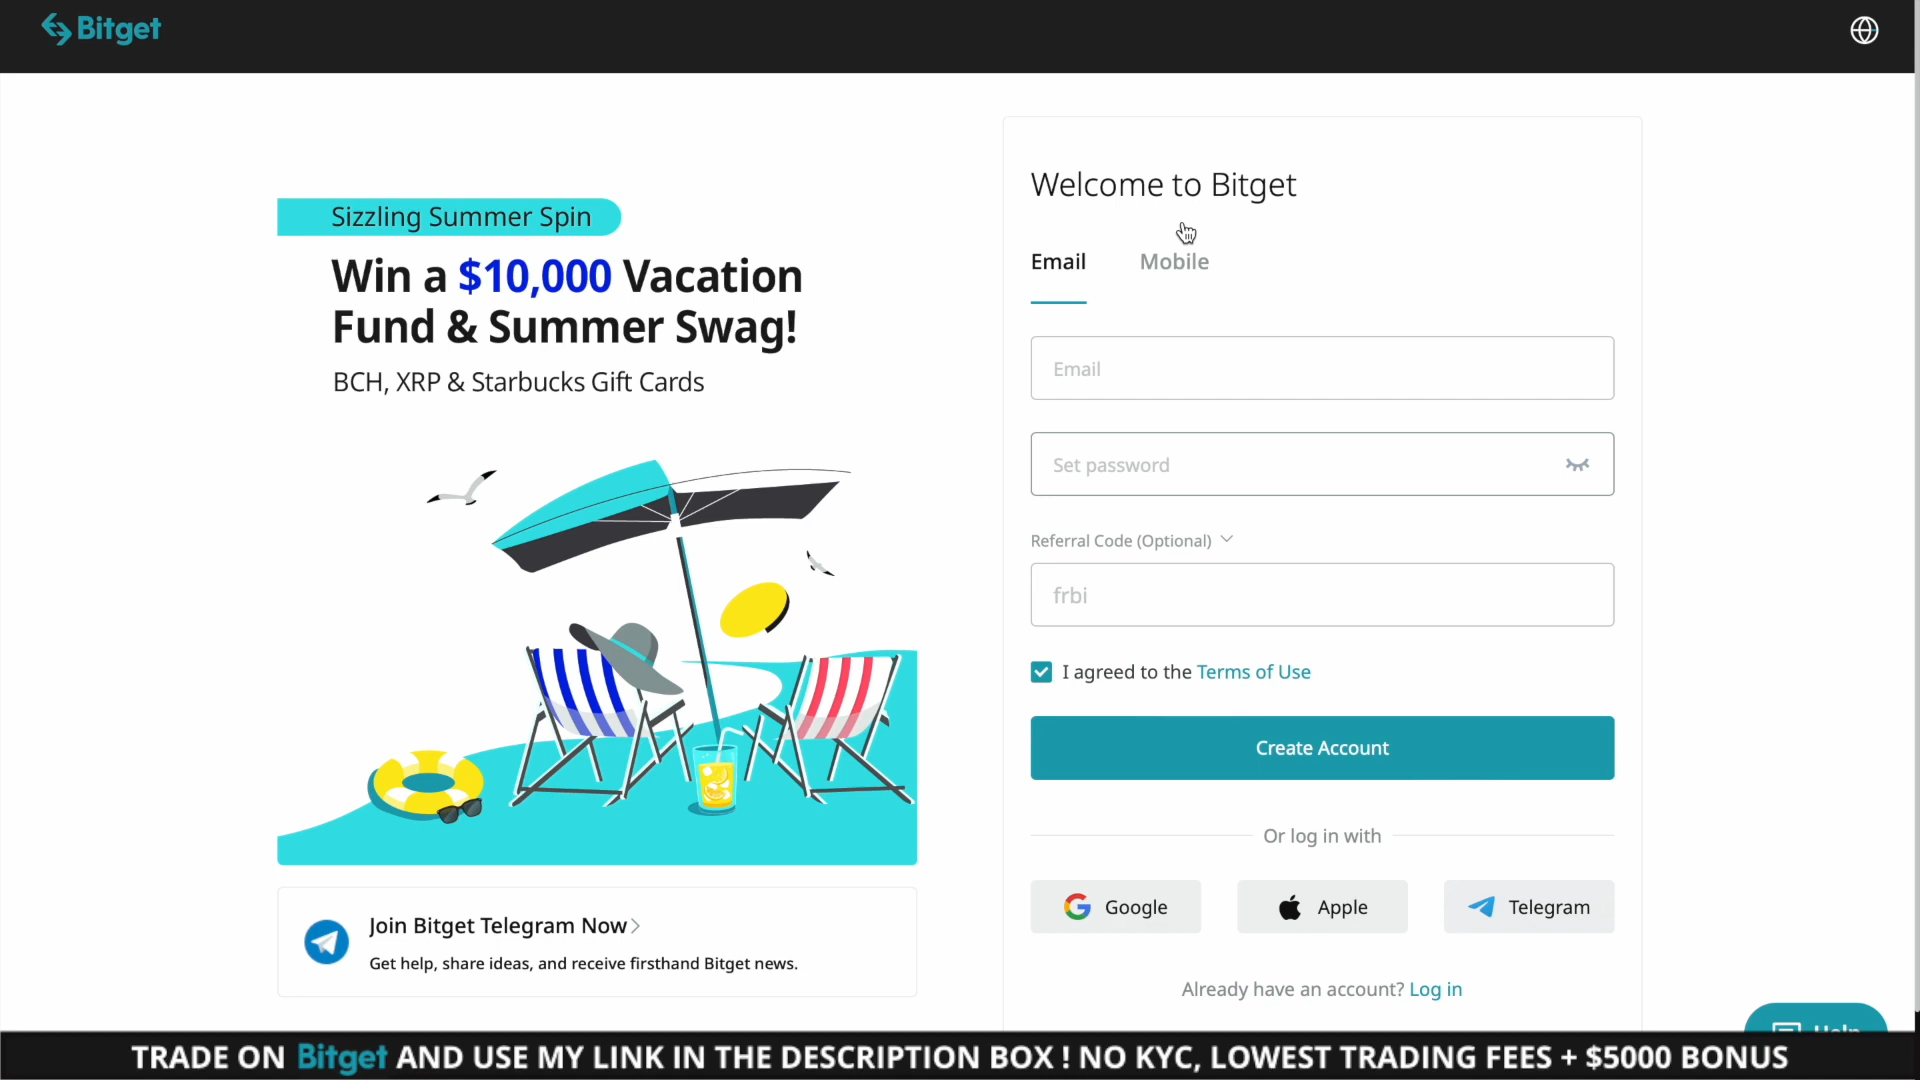 Bitget
Sizzling Summer Spin
Win a $10,000 Vacation
Fund & Summer Swag!
BCH, XRP & Starbucks Gift Cards
Join Bitget Telegram Now
Get help, share ideas, and receive firsthand Bitget news.
Welcome to Bitget
Email Mobile
Email
Set password
Referral Code (Optional)
frbi
I agreed to the Terms of Use
Create Account
Or log in with
Google Apple Telegram
Already have an account? Log in
Help
TRADE ON Bitget AND USE MY LINK IN THE DESCRIPTION BOX ! NO KYC, LOWEST TRADING FEES + $5000 BONUS